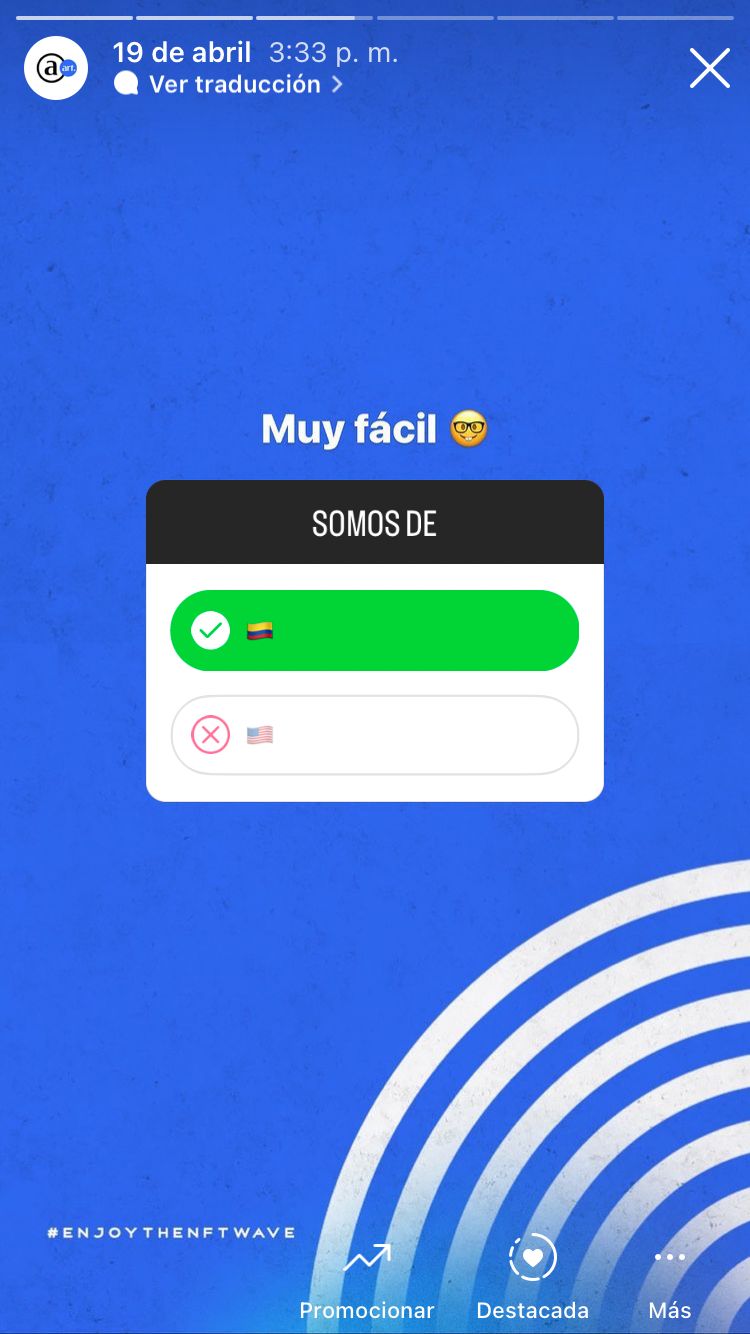 19 de abril 3:33 p. m.
@art.
Ver traducción
Muy fácil 🤓
SOMOS DE
🇨🇴
🇺🇸
#ENJOYTHENFTWAVE
Promocionar
Destacada
Más